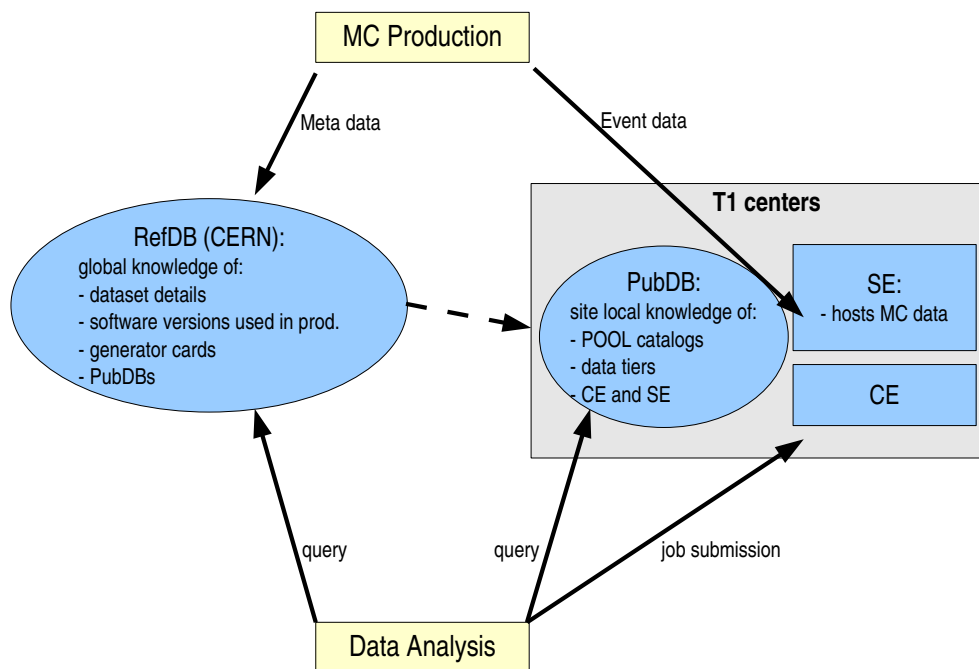 MC Production
Meta data
Event data
T1 centers
RefDB (CERN):
global knowledge of:
- dataset details
- software versions used in prod.
- generator cards
- PubDBs
PubDB:
site local knowledge of:
- POOL catalogs
- data tiers
- CE and SE
SE:
- hosts MC data
CE
query
query
job submission
Data Analysis